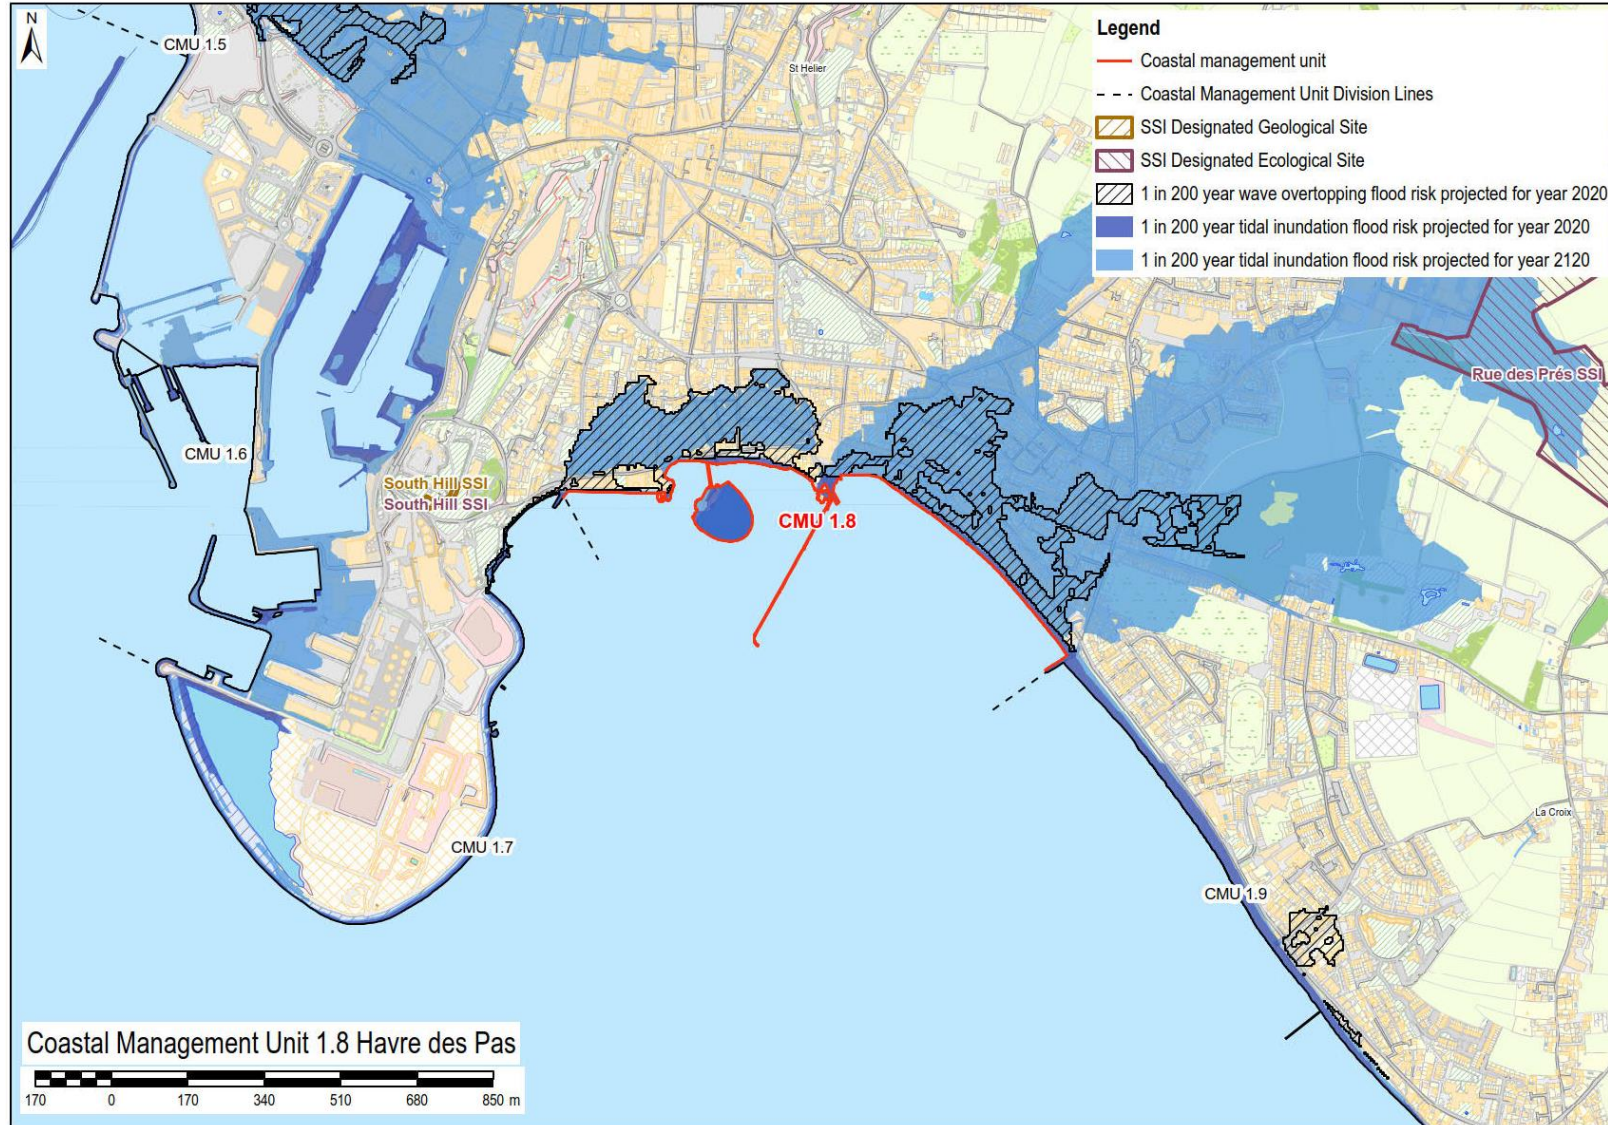 N
CMU 1.5
St Helier
Legend
Coastal management unit
Coastal Management Unit Division Lines
SSI Designated Geological Site
SSI Designated Ecological Site
1 in 200 year wave overtopping flood risk projected for year 2020
1 in 200 year tidal inundation flood risk projected for year 2020
1 in 200 year tidal inundation flood risk projected for year 2120
Rue des Prés SSI
CMU 1.6
South Hill SSI
South Hill SSI
CMU 1.8
La Croix
CMU 1.7
CMU 1.9
Coastal Management Unit 1.8 Havre des Pas
170 0 170 340 510 680 850 m